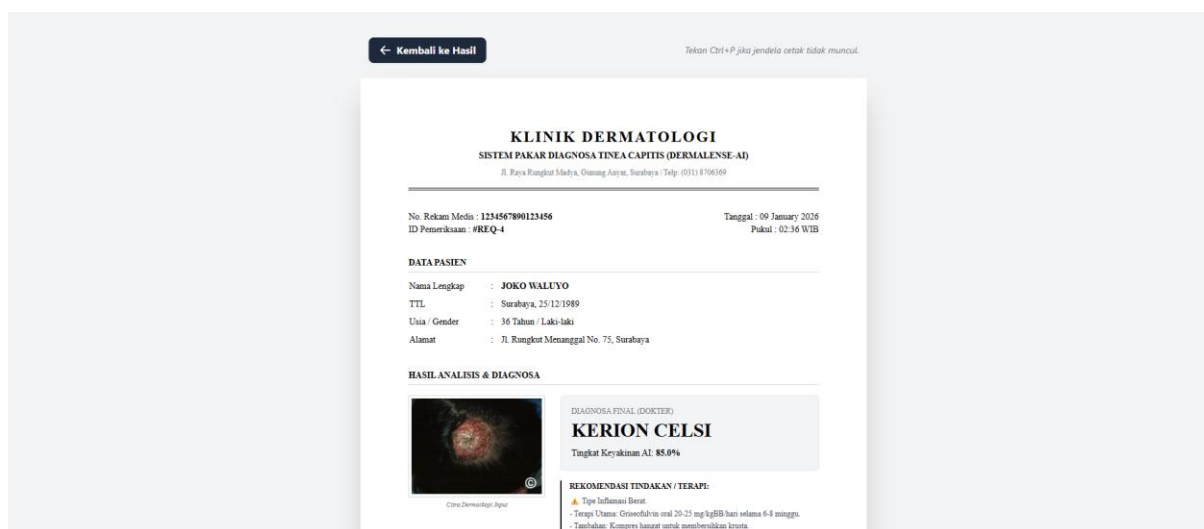 ← Kembali ke Hasil
Tekan Ctrl+P jika jendela cetak tidak muncul.
KLINIK DERMATOLOGI
SISTEM PAKAR DIAGNOSA TINEA CAPITIS (DERMALENSE-AI)
Jl. Raya Rungkut Madya, Gunung Anyar, Surabaya | Telp: (031) 8706369
No. Rekam Medis : 1234567890123456
Tanggal : 09 January 2026
ID Pemeriksaan : #REQ-4
Pukul : 02:36 WIB
DATA PASIEN
Nama Lengkap : JOKO WALUYO
TTL : Surabaya, 25/12/1989
Usia / Gender : 36 Tahun / Laki-laki
Alamat : Jl. Rungkut Menanggal No. 75, Surabaya
HASIL ANALISIS & DIAGNOSA
DIAGNOSA FINAL (DOKTER)
KERION CELSI
Tingkat Keyakinan AI: 85.0%
©
Citra Dermoskopi Input
REKOMENDASI TINDAKAN / TERAPI:
⚠ Tipe Inflamasi Berat.
- Terapi Utama: Griseofulvin oral 20-25 mg/kgBB/hari selama 6-8 minggu.
- Tambahan: Kompres hangat untuk membersihkan krusta.